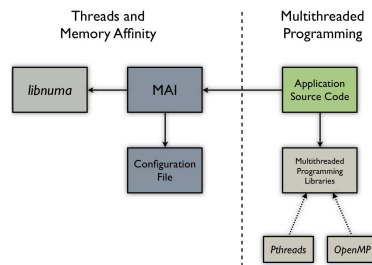 Threads and
Memory Affinity
Multithreaded
Programming
libnuma
MAI
Application
Source Code
Configuration
File
Multithreaded
Programming
Libraries
Pthreads
OpenMP